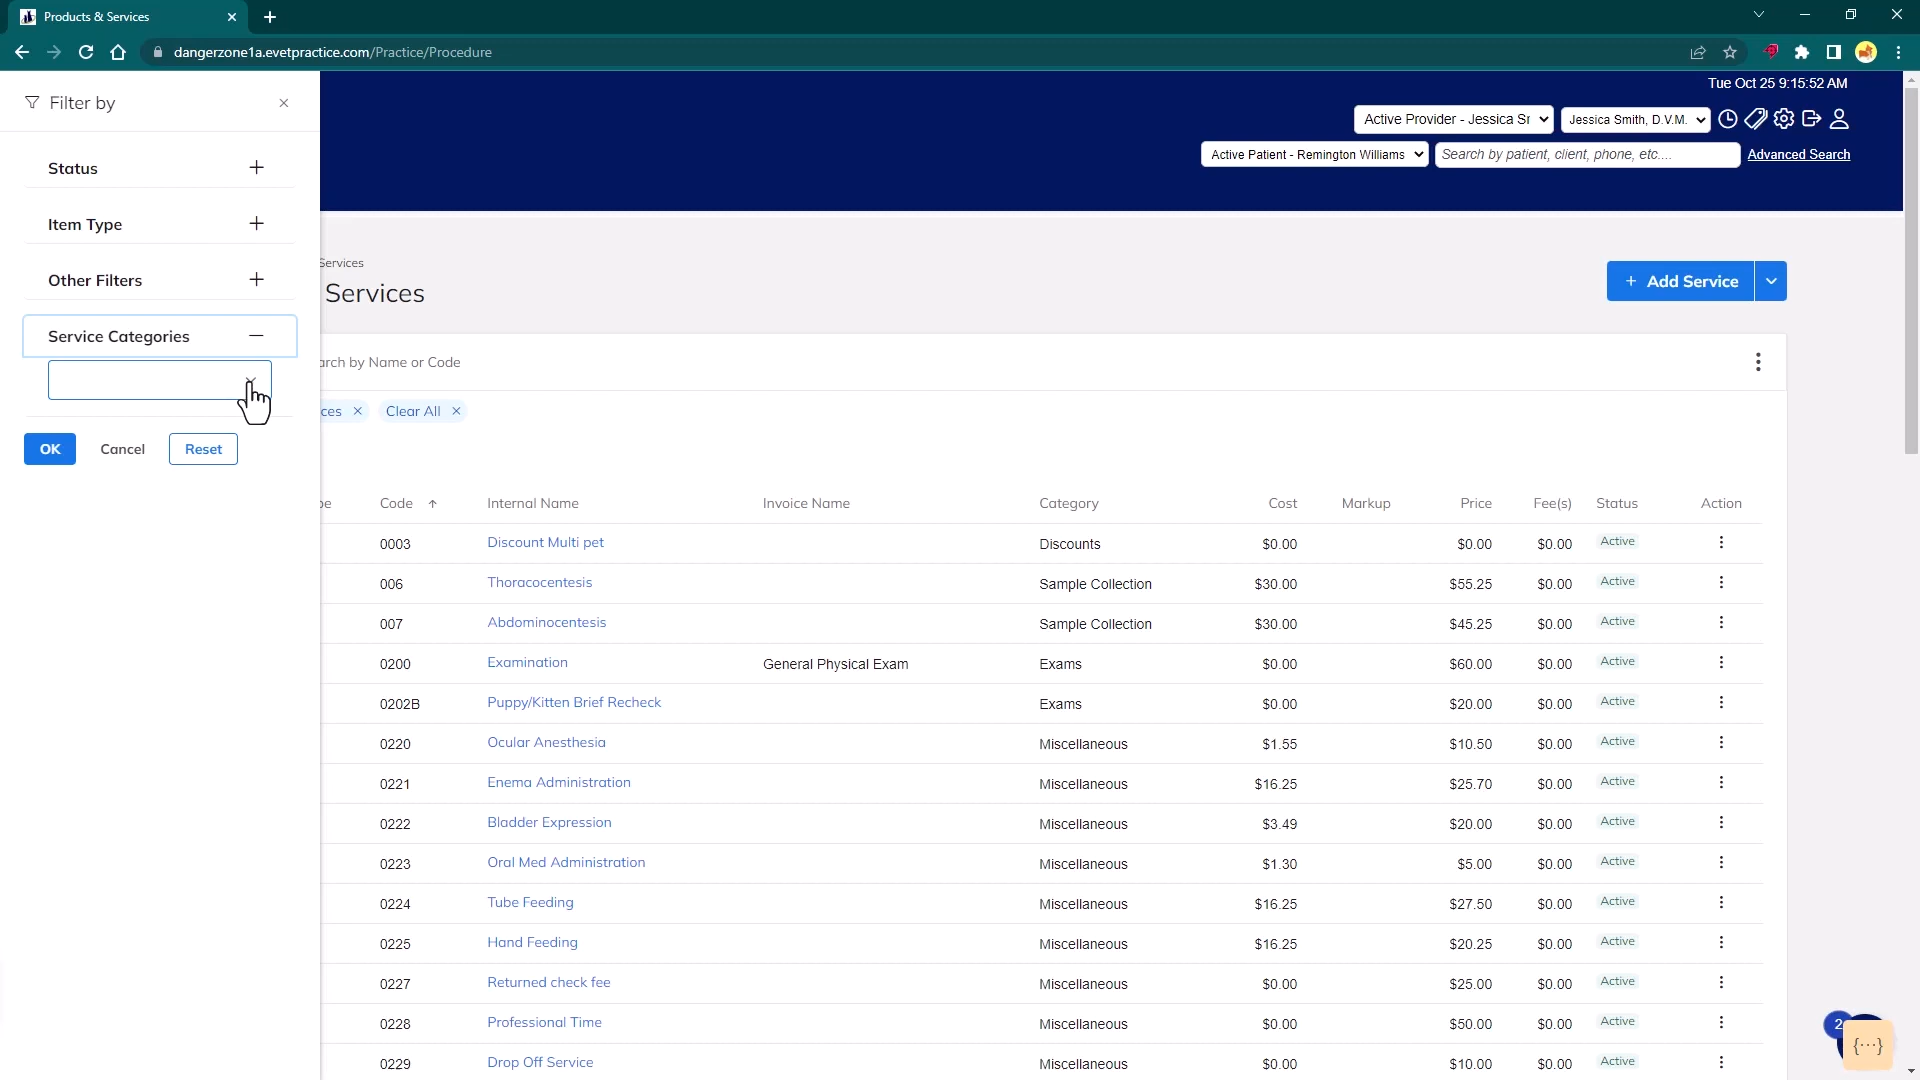 Products & Services
dangerzone1a.evetpractice.com/Practice/Procedure
Tue Oct 25 9:15:52 AM
Active Provider - Jessica Sr
Jessica Smith, D.V.M.
Active Patient - Remington Williams
Search by patient, client, phone, etc....
Advanced Search
Filter by
Status
Item Type
Other Filters
Service Categories
OK
Cancel
Reset
Services
Services
+ Add Service
arch by Name or Code
ces
Clear All
pe Code Internal Name Invoice Name Category Cost Markup Price Fee(s) Status Action
0003 Discount Multi pet Discounts $0.00 $0.00 $0.00 Active
006 Thoracocentesis Sample Collection $30.00 $55.25 $0.00 Active
007 Abdominocentesis Sample Collection $30.00 $45.25 $0.00 Active
0200 Examination General Physical Exam Exams $0.00 $60.00 $0.00 Active
0202B Puppy/Kitten Brief Recheck Exams $0.00 $20.00 $0.00 Active
0220 Ocular Anesthesia Miscellaneous $1.55 $10.50 $0.00 Active
0221 Enema Administration Miscellaneous $16.25 $25.70 $0.00 Active
0222 Bladder Expression Miscellaneous $3.49 $20.00 $0.00 Active
0223 Oral Med Administration Miscellaneous $1.30 $5.00 $0.00 Active
0224 Tube Feeding Miscellaneous $16.25 $27.50 $0.00 Active
0225 Hand Feeding Miscellaneous $16.25 $20.25 $0.00 Active
0227 Returned check fee Miscellaneous $0.00 $25.00 $0.00 Active
0228 Professional Time Miscellaneous $0.00 $50.00 $0.00 Active
0229 Drop Off Service Miscellaneous $0.00 $10.00 $0.00 Active
2
{···}